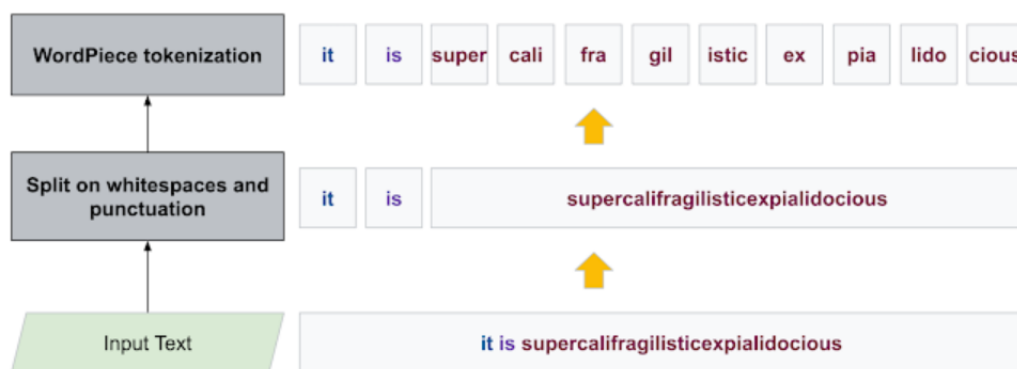 WordPiece tokenization
it is super cali fra gil istic ex pia lido cious
Split on whitespaces and
punctuation
it is supercalifragilisticexpialidocious
Input Text
it is supercalifragilisticexpialidocious